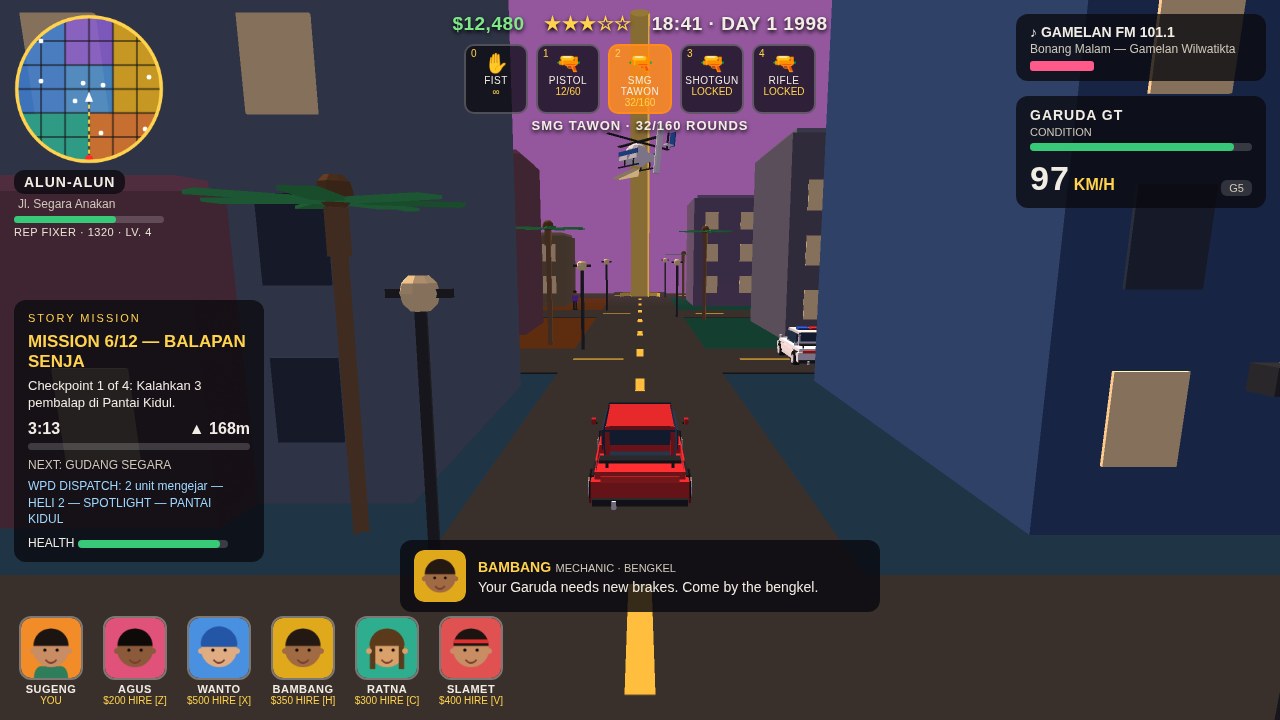 $12,480 ★★★☆☆ 18:41 · DAY 1 1998
0
FIST
∞
1
PISTOL
12/60
2
SMG
TAWON
32/160
3
SHOTGUN
LOCKED
4
RIFLE
LOCKED
SMG TAWON · 32/160 ROUNDS
♪ GAMELAN FM 101.1
Bonang Malam — Gamelan Wilwatikta
GARUDA GT
CONDITION
97 KM/H
G5
ALUN-ALUN
Jl. Segara Anakan
REP FIXER · 1320 · LV. 4
STORY MISSION
MISSION 6/12 — BALAPAN
SENJA
Checkpoint 1 of 4: Kalahkan 3
pembalap di Pantai Kidul.
3:13 ▲ 168m
NEXT: GUDANG SEGARA
WPD DISPATCH: 2 unit mengejar —
HELI 2 — SPOTLIGHT — PANTAI
KIDUL
HEALTH
BAMBANG MECHANIC · BENGKEL
Your Garuda needs new brakes. Come by the bengkel.
SUGENG
YOU
AGUS
$200 HIRE [Z]
WANTO
$500 HIRE [X]
BAMBANG
$350 HIRE [H]
RATNA
$300 HIRE [C]
SLAMET
$400 HIRE [V]